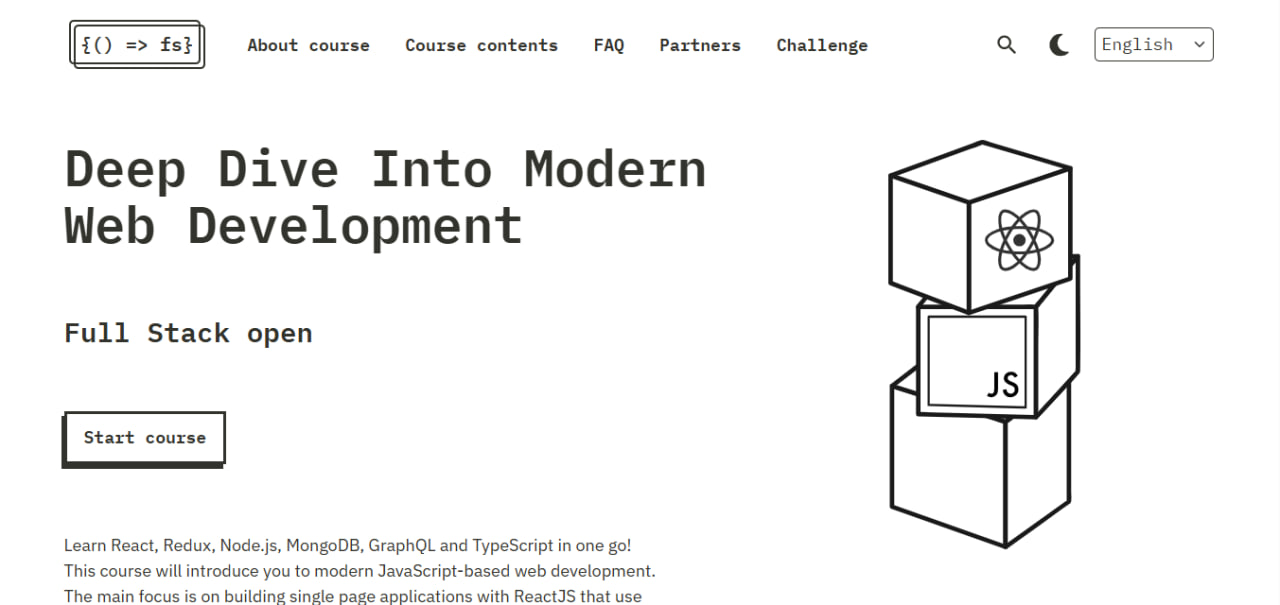 {() => fs}
About course
Course contents
FAQ
Partners
Challenge
English
Deep Dive Into Modern
Web Development
Full Stack open
Start course
JS
Learn React, Redux, Node.js, MongoDB, GraphQL and TypeScript in one go!
This course will introduce you to modern JavaScript-based web development.
The main focus is on building single page applications with ReactJS that use